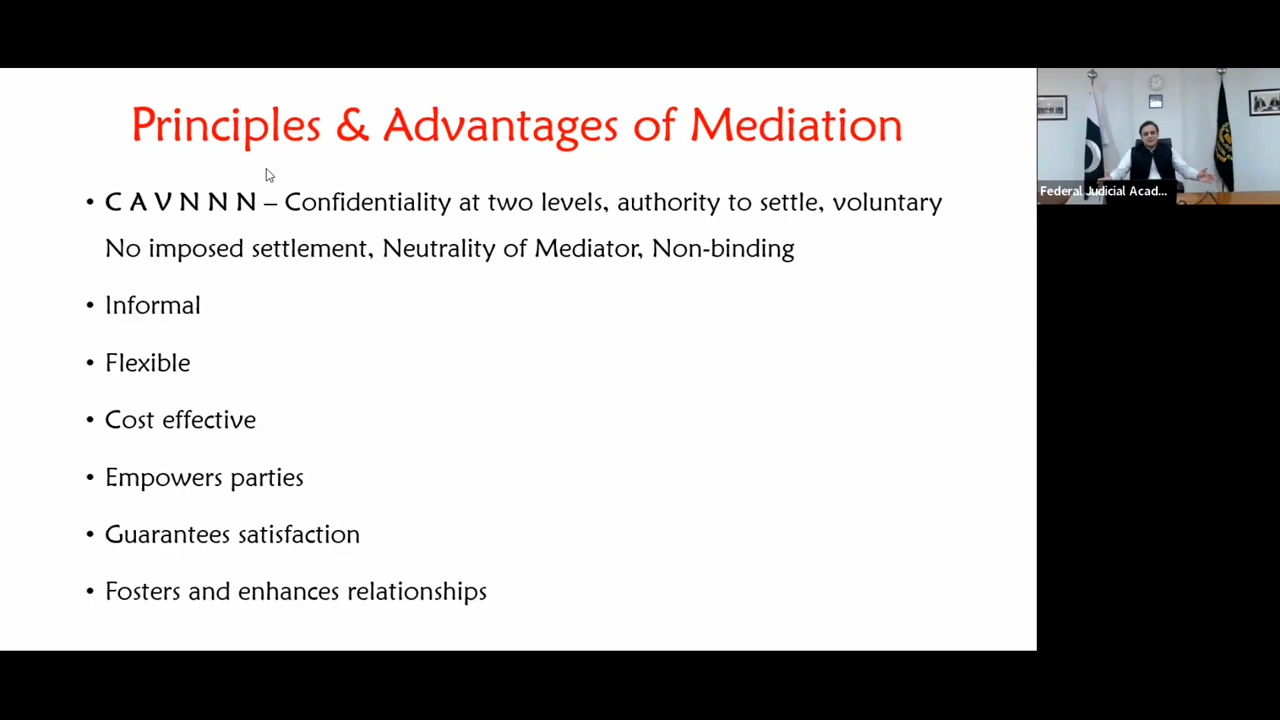 Principles & Advantages of Mediation
• C A V N N N – Confidentiality at two levels, authority to settle, voluntary
No imposed settlement, Neutrality of Mediator, Non-binding
• Informal
• Flexible
• Cost effective
• Empowers parties
• Guarantees satisfaction
• Fosters and enhances relationships
Federal Judicial Acad...